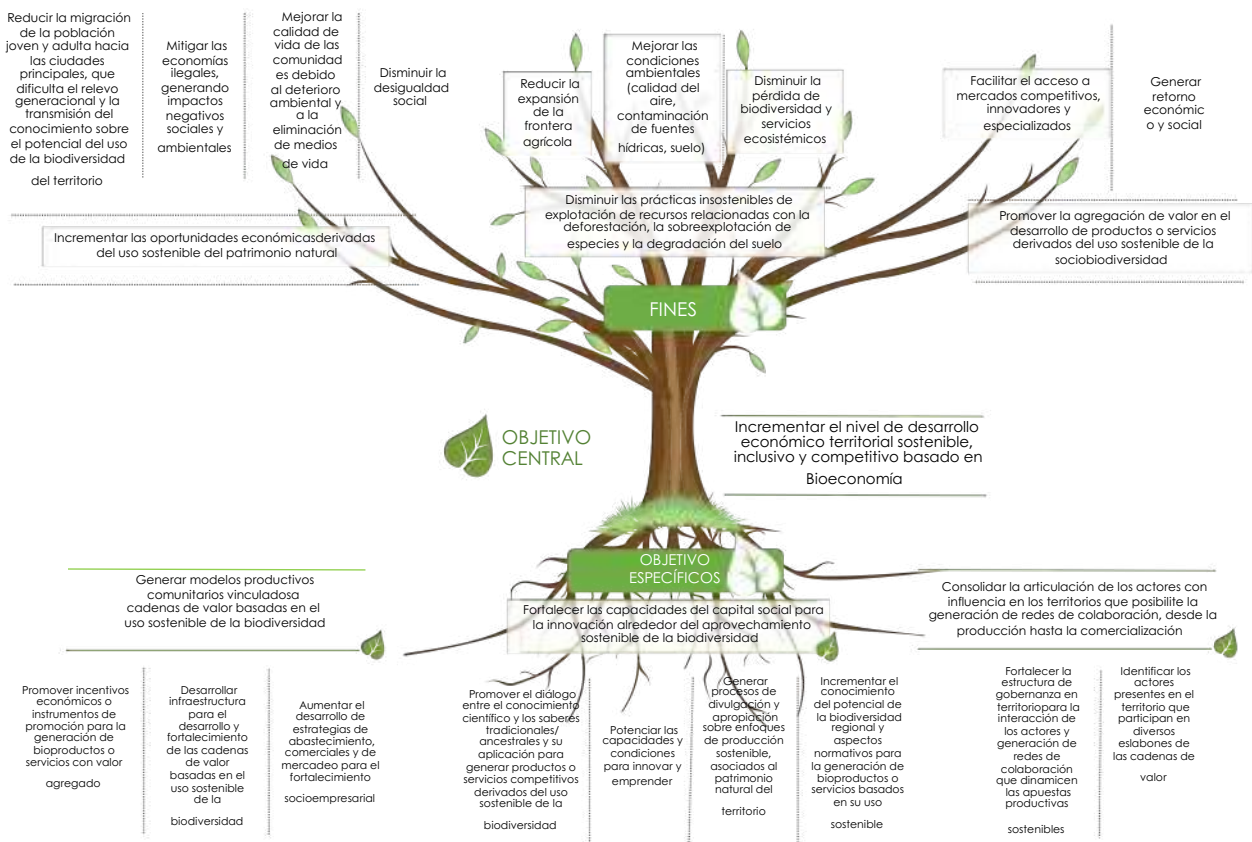 Reducir la migración
de la población
joven y adulta hacia
las ciudades
principales, que
dificulta el relevo
generacional y la
transmisión del
conocimiento sobre
el potencial del uso
de la biodiversidad
del territorio
Mitigar las
economías
ilegales,
generando
impactos
negativos
sociales y
ambientales
Mejorar la
calidad de
vida de las
comunidad
es debido
al deterioro
ambiental y
a la
eliminación
de medios
de vida
Disminuir la
desigualdad
social
Reducir la
expansión
de la
frontera
agrícola
Mejorar las
condiciones
ambientales
(calidad del
aire,
contaminación
de fuentes
hídricas, suelo)
Disminuir la
pérdida de
biodiversidad y
servicios
ecosistémicos
Facilitar el acceso a
mercados competitivos,
innovadores y
especializados
Generar
retorno
económic
o y social
Incrementar las oportunidades económicasderivadas
del uso sostenible del patrimonio natural
Disminuir las prácticas insostenibles de
explotación de recursos relacionadas con la
deforestación, la sobreexplotación de
especies y la degradación del suelo
Promover la agregación de valor en el
desarrollo de productos o servicios
derivados del uso sostenible de la
sociobiodiversidad
FINES
OBJETIVO
CENTRAL
Incrementar el nivel de desarrollo
económico territorial sostenible,
inclusivo y competitivo basado en
Bioeconomía
OBJETIVO
ESPECÍFICOS
Generar modelos productivos
comunitarios vinculadosa
cadenas de valor basadas en el
uso sostenible de la biodiversidad
Fortalecer las capacidades del capital social para
la innovación alrededor del aprovechamiento
sostenible de la biodiversidad
Consolidar la articulación de los actores con
influencia en los territorios que posibilite la
generación de redes de colaboración, desde la
producción hasta la comercialización
Promover incentivos
económicos o
instrumentos de
promoción para la
generación de
bioproductos o
servicios con valor
agregado
Desarrollar
infraestructura
para el
desarrollo y
fortalecimiento
de las cadenas
de valor
basadas en el
uso sostenible
de la
biodiversidad
Aumentar el
desarrollo de
estrategias de
abastecimiento,
comerciales y de
mercadeo para el
fortalecimiento
socioempresarial
Promover el diálogo
entre el conocimiento
científico y los saberes
tradicionales/
ancestrales y su
aplicación para
generar productos o
servicios competitivos
derivados del uso
sostenible de la
biodiversidad
Potenciar las
capacidades y
condiciones
para innovar y
emprender
Generar
procesos de
divulgación y
apropiación
sobre enfoques
de producción
sostenible,
asociados al
patrimonio
natural del
territorio
Incrementar el
conocimiento
del potencial de
la biodiversidad
regional y
aspectos
normativos para
la generación de
bioproductos o
servicios basados
en su uso
sostenible
Fortalecer la
estructura de
gobernanza en
territoriopara la
interacción de
los actores y
generación de
redes de
colaboración
que dinamicen
las apuestas
productivas
sostenibles
Identificar los
actores
presentes en el
territorio que
participan en
diversos
eslabones de
las cadenas de
valor